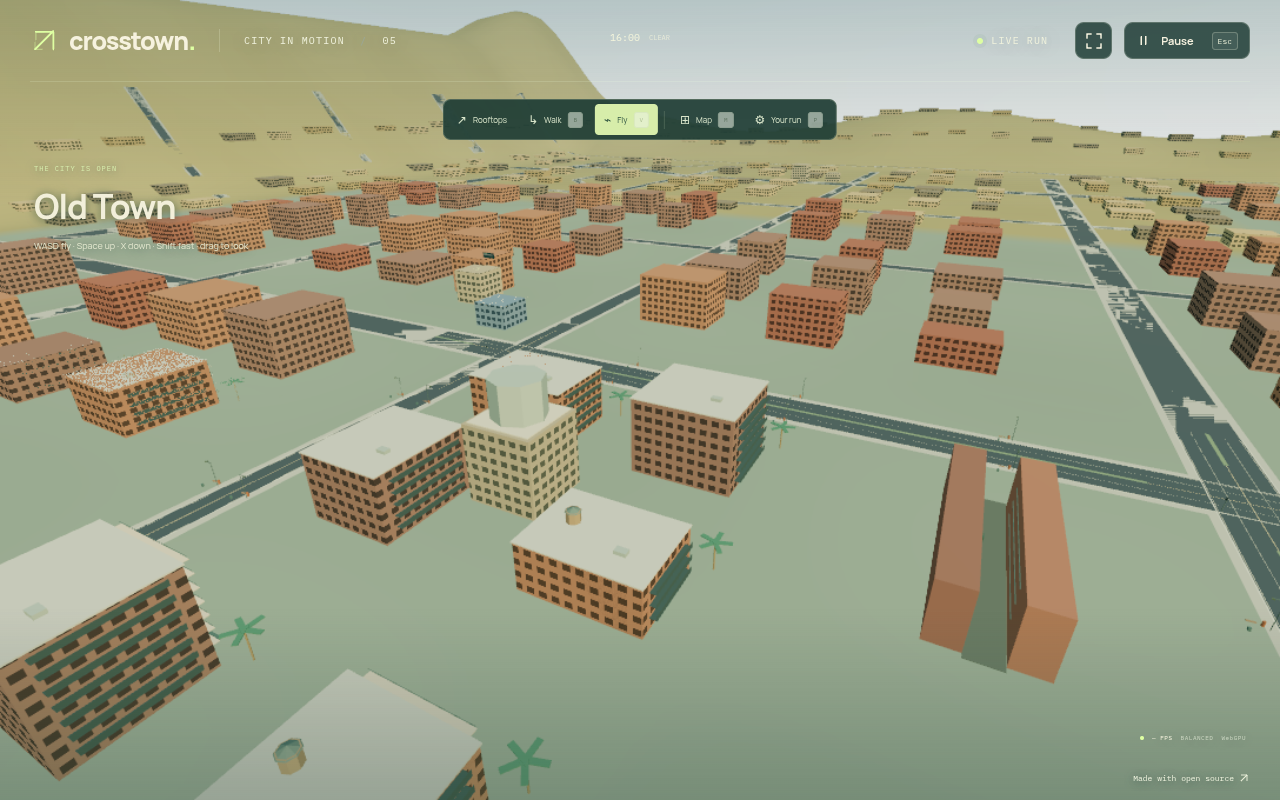 crosstown.
CITY IN MOTION 05
16:00 CLEAR
LIVE RUN
Pause Esc
Rooftops
Walk
Fly
Map
Your run
THE CITY IS OPEN
Old Town
WASD fly · Space up · X down · Shift fast · drag to look
— FPS BALANCED WebGPU
Made with open source